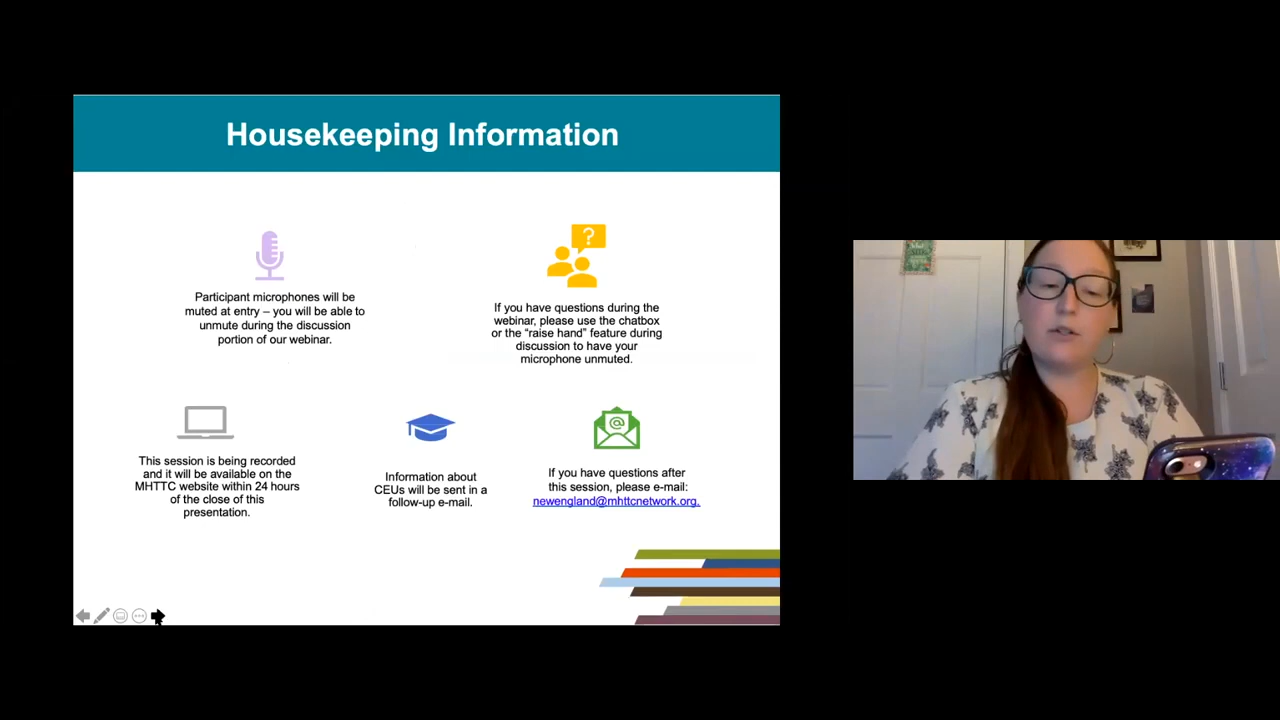 Housekeeping Information
?
Participant microphones will be
muted at entry – you will be able to
unmute during the discussion
portion of our webinar.
If you have questions during the
webinar, please use the chatbox
or the “raise hand” feature during
discussion to have your
microphone unmuted.
This session is being recorded
and it will be available on the
MHTTC website within 24 hours
of the close of this
presentation.
Information about
CEUs will be sent in a
follow-up e-mail.
@
If you have questions after
this session, please e-mail:
newengland@mhttcnetwork.org.